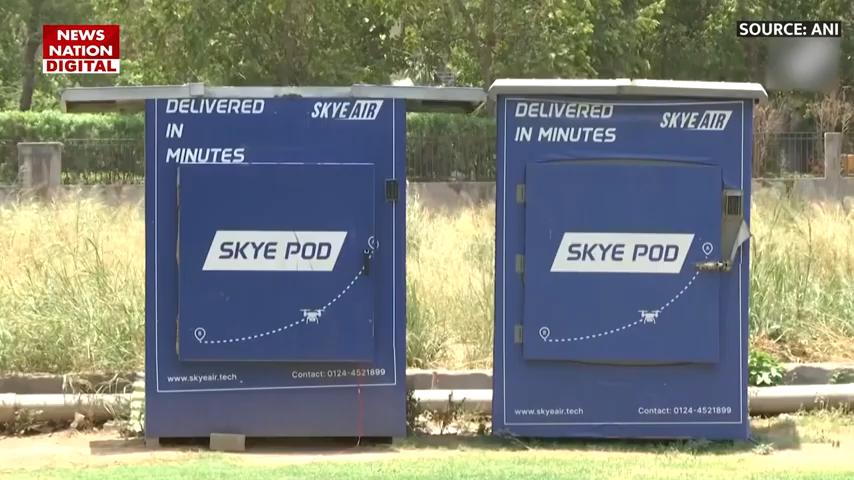 NEWS
NATION
DIGITAL
SOURCE: ANI
DELIVERED
IN
MINUTES
SKYE AIR
SKYE POD
B
www.skyeair.tech
Contact: 0124-4521899
DELIVERED
IN MINUTES
SKYE AIR
SKYE POD
A
B
www.skyeair.tech
Contact: 0124-4521899